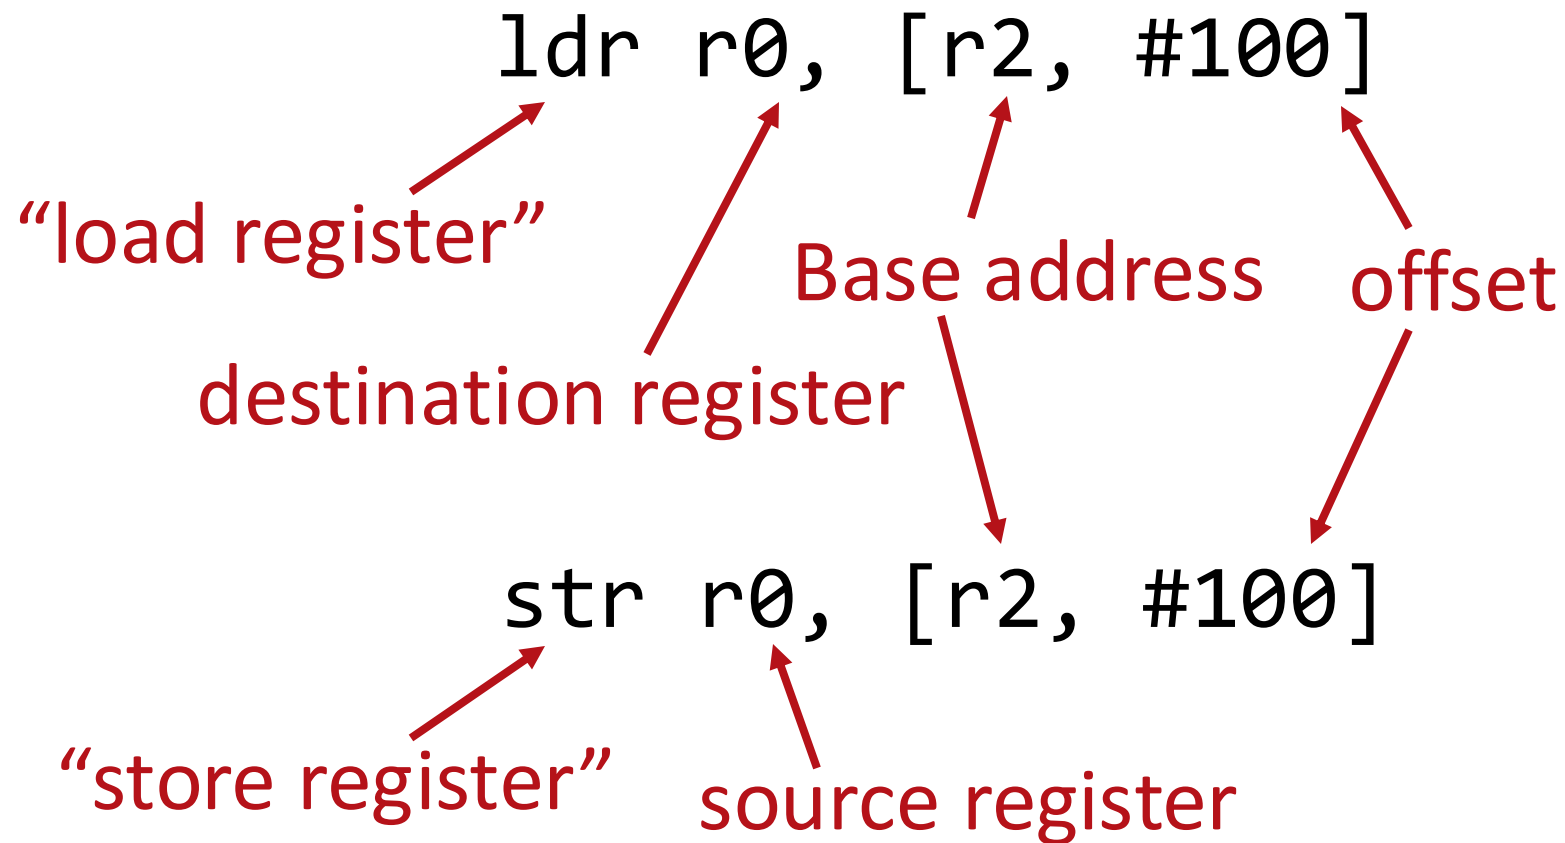 ldr r0, [r2, #100]
“load register”
Base address
offset
destination register
str r0, [r2, #100]
“store register”
source register